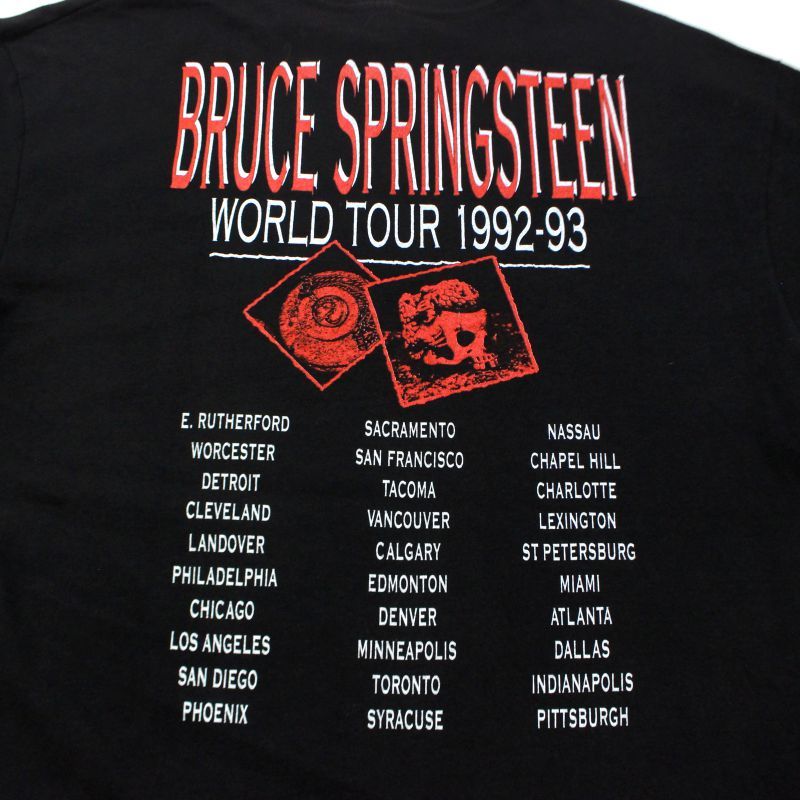 BRUCE SPRINGSTEEN
WORLD TOUR 1992-93
E. RUTHERFORD
WORCESTER
DETROIT
CLEVELAND
LANDOVER
PHILADELPHIA
CHICAGO
LOS ANGELES
SAN DIEGO
PHOENIX
SACRAMENTO
SAN FRANCISCO
TACOMA
VANCOUVER
CALGARY
EDMONTON
DENVER
MINNEAPOLIS
TORONTO
SYRACUSE
NASSAU
CHAPEL HILL
CHARLOTTE
LEXINGTON
ST PETERSBURG
MIAMI
ATLANTA
DALLAS
INDIANAPOLIS
PITTSBURGH